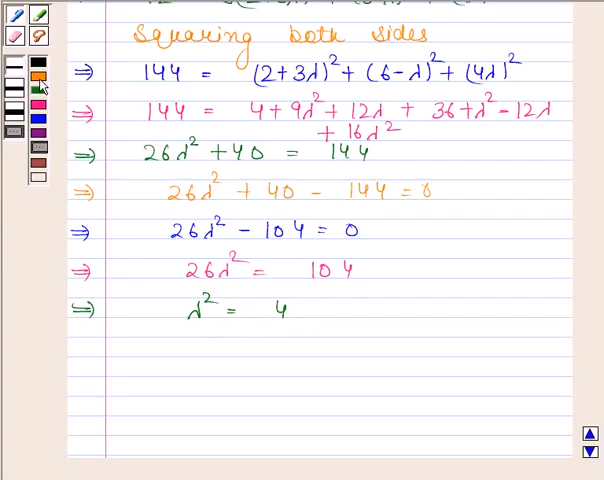 Squaring both sides
⇒ 144 = (2+3λ)² + (6-λ)² + (4λ)²
⇒ 144 = 4 + 9λ² + 12λ + 36 + λ² - 12λ
+ 16λ²
⇒ 26λ² + 40 = 144
⇒ 26λ² + 40 - 144 = 0
⇒ 26λ² - 104 = 0
⇒ 26λ² = 104
⇒ λ² = 4